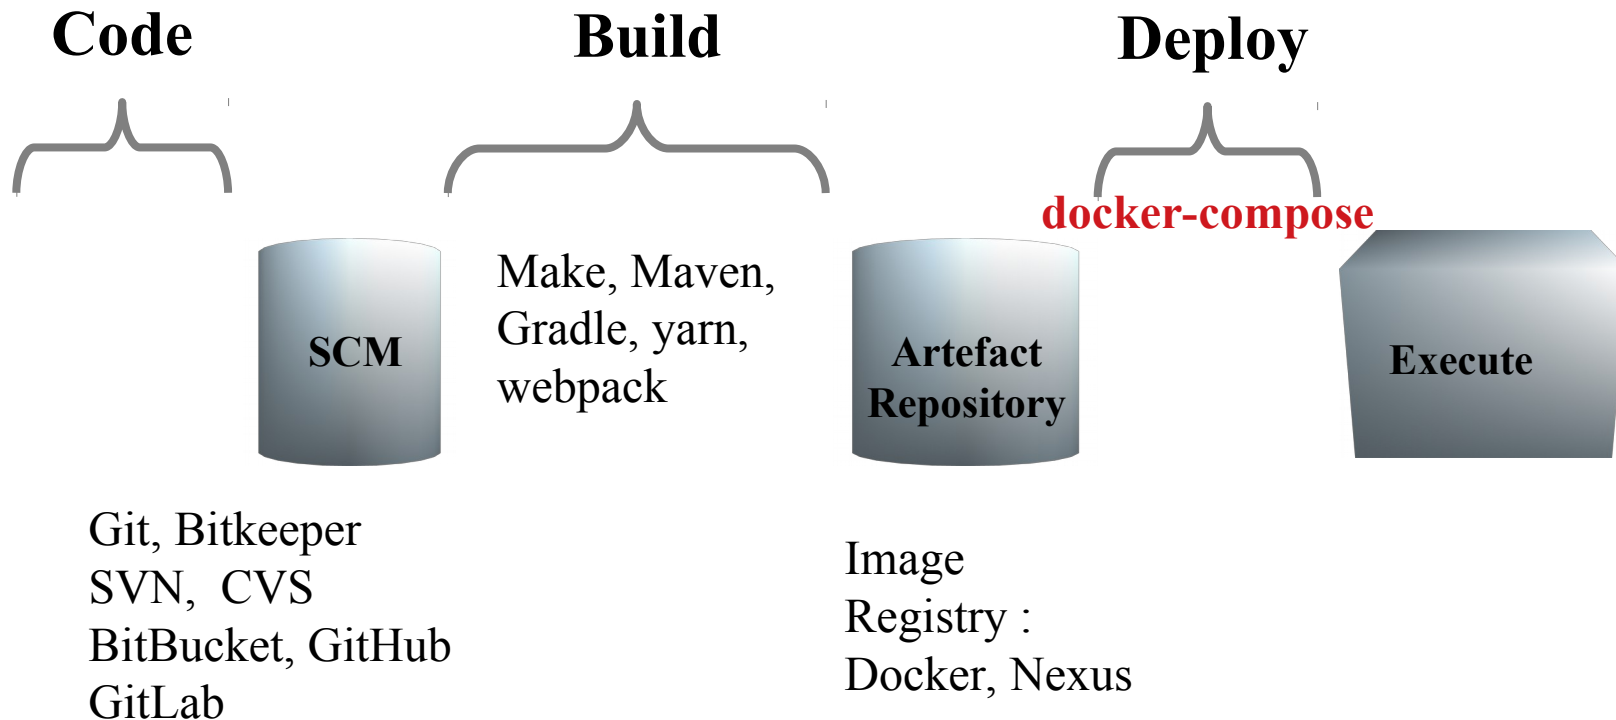 Code
Build
Deploy
docker-compose
SCM
Make, Maven,
Gradle, yarn,
webpack
Artefact
Repository
Execute
Git, Bitkeeper
SVN,  CVS
BitBucket, GitHub
GitLab
Image
Registry :
Docker, Nexus